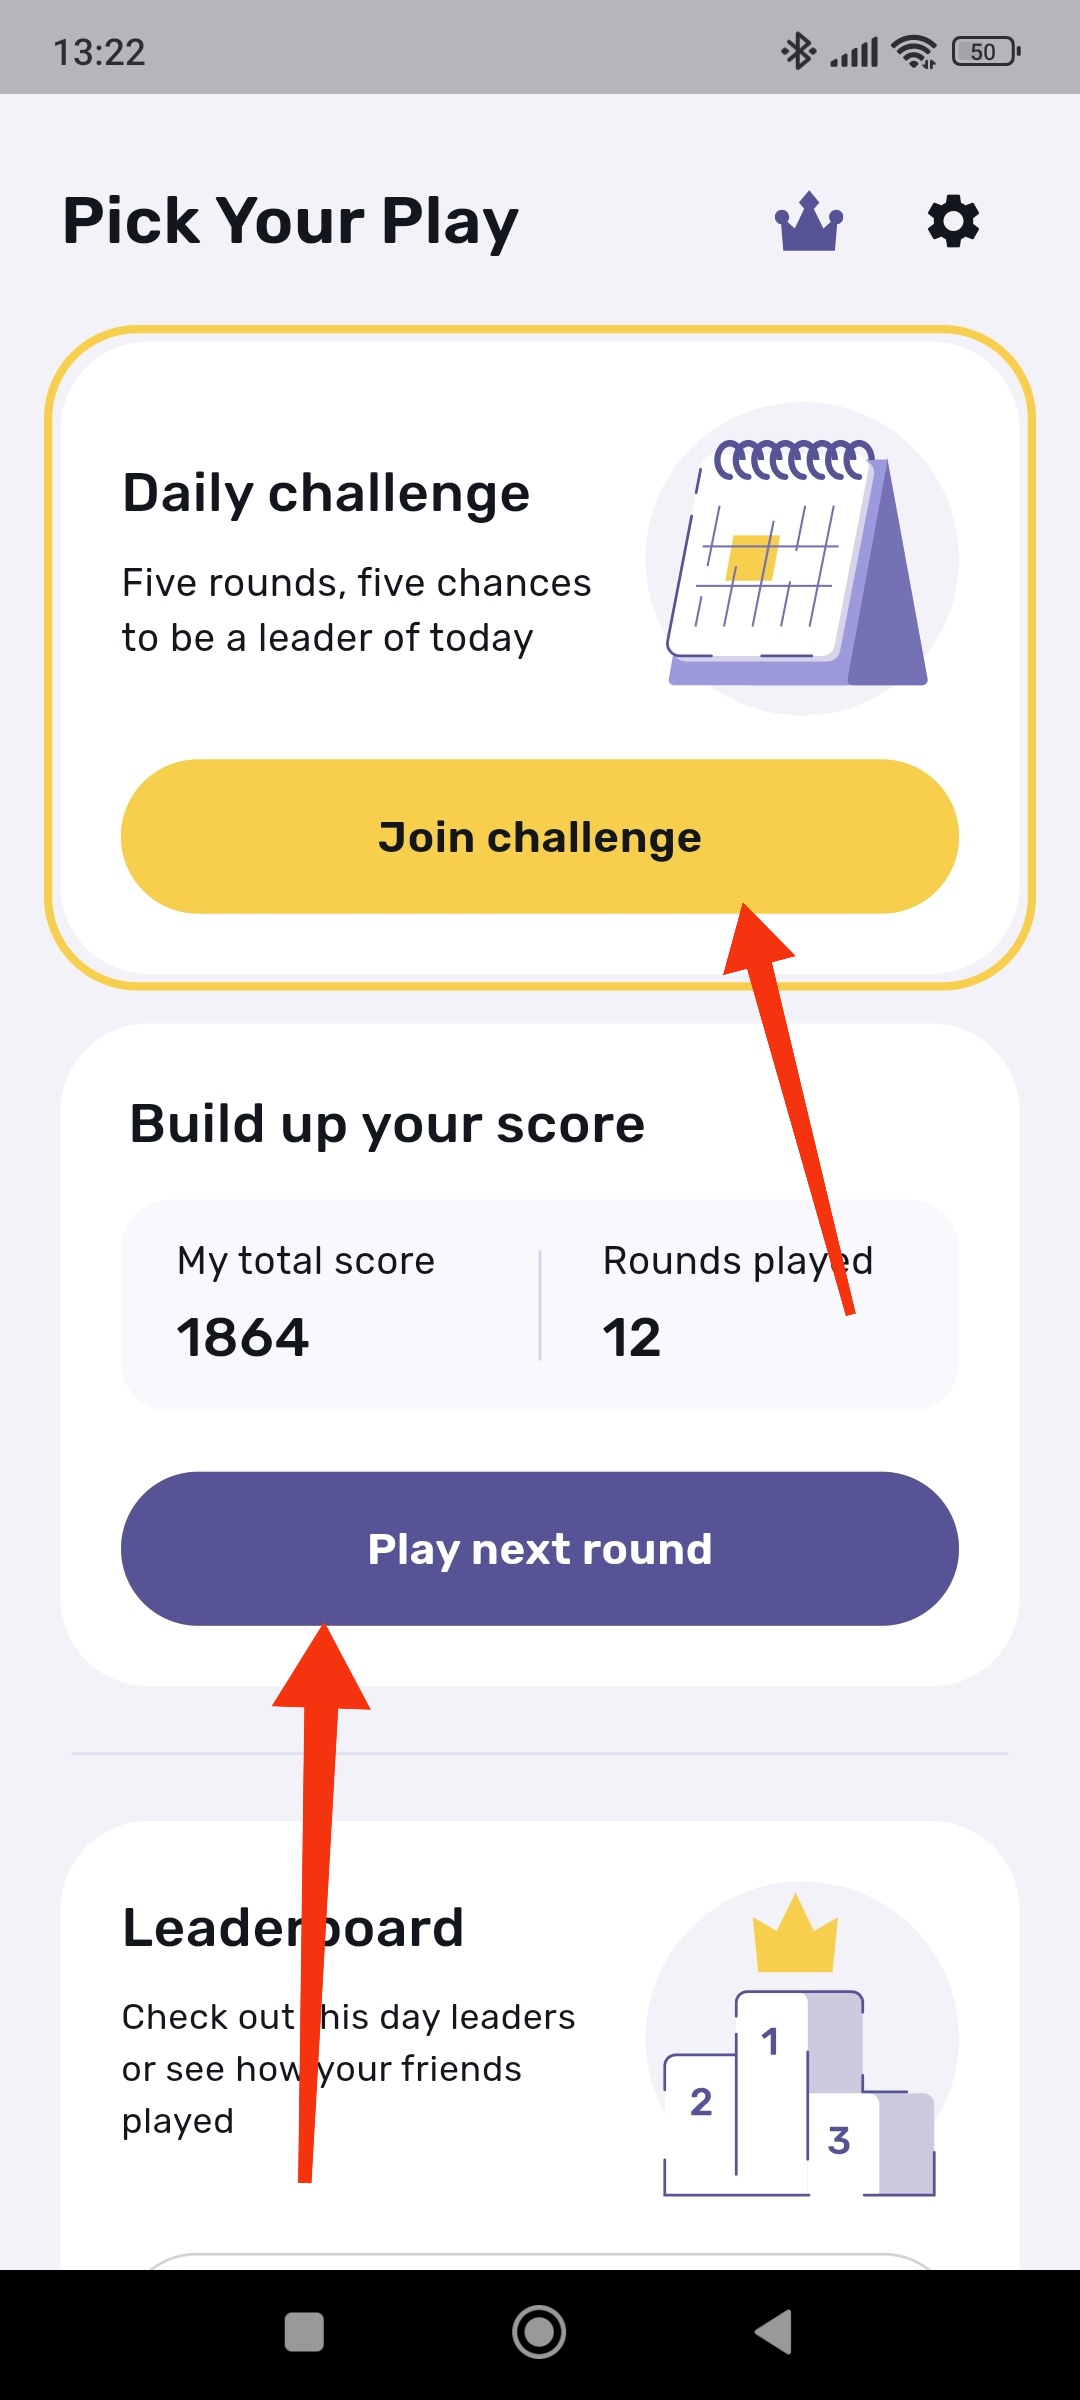 13:22
50
Pick Your Play
Daily challenge
Five rounds, five chances
to be a leader of today
Join challenge
Build up your score
My total score
Rounds played
1864
12
Play next round
Leaderboard
Check out this day leaders
or see how your friends
played
1
2
3